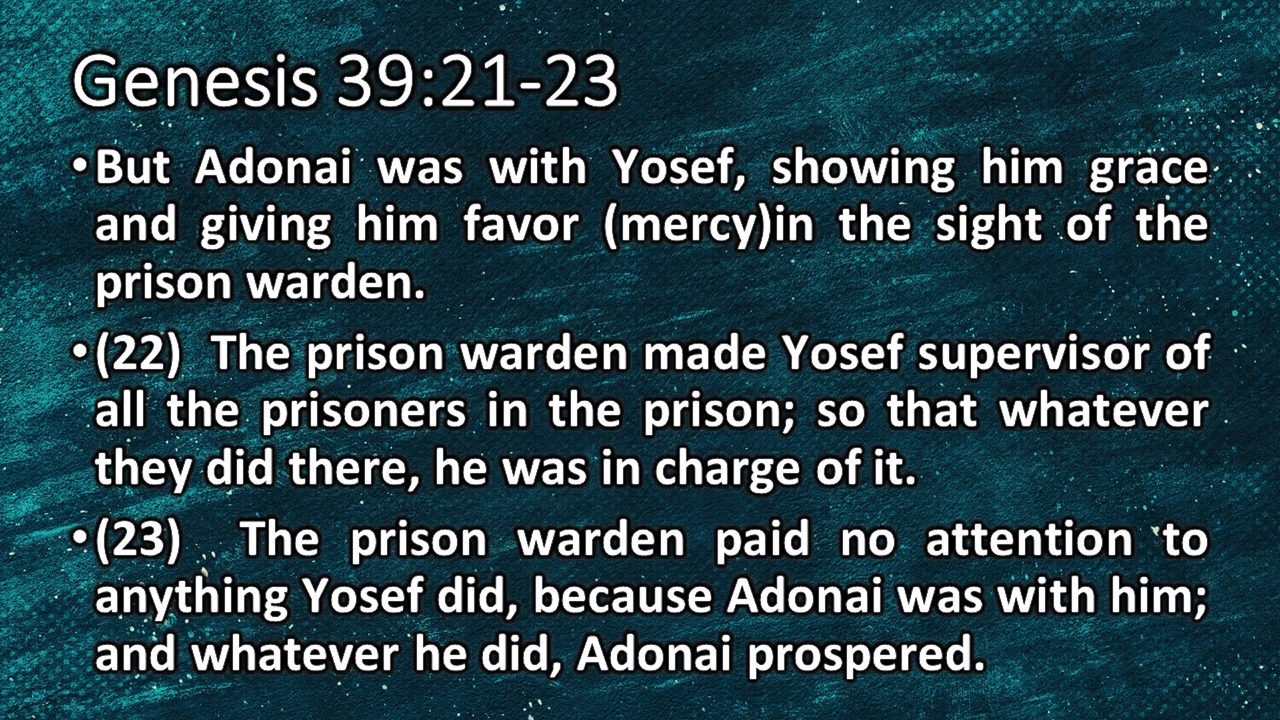 Genesis 39:21-23
•But Adonai was with Yosef, showing him grace
and giving him favor (mercy)in the sight of the
prison warden.
•(22) The prison warden made Yosef supervisor of
all the prisoners in the prison; so that whatever
they did there, he was in charge of it.
•(23) The prison warden paid no attention to
anything Yosef did, because Adonai was with him;
and whatever he did, Adonai prospered.